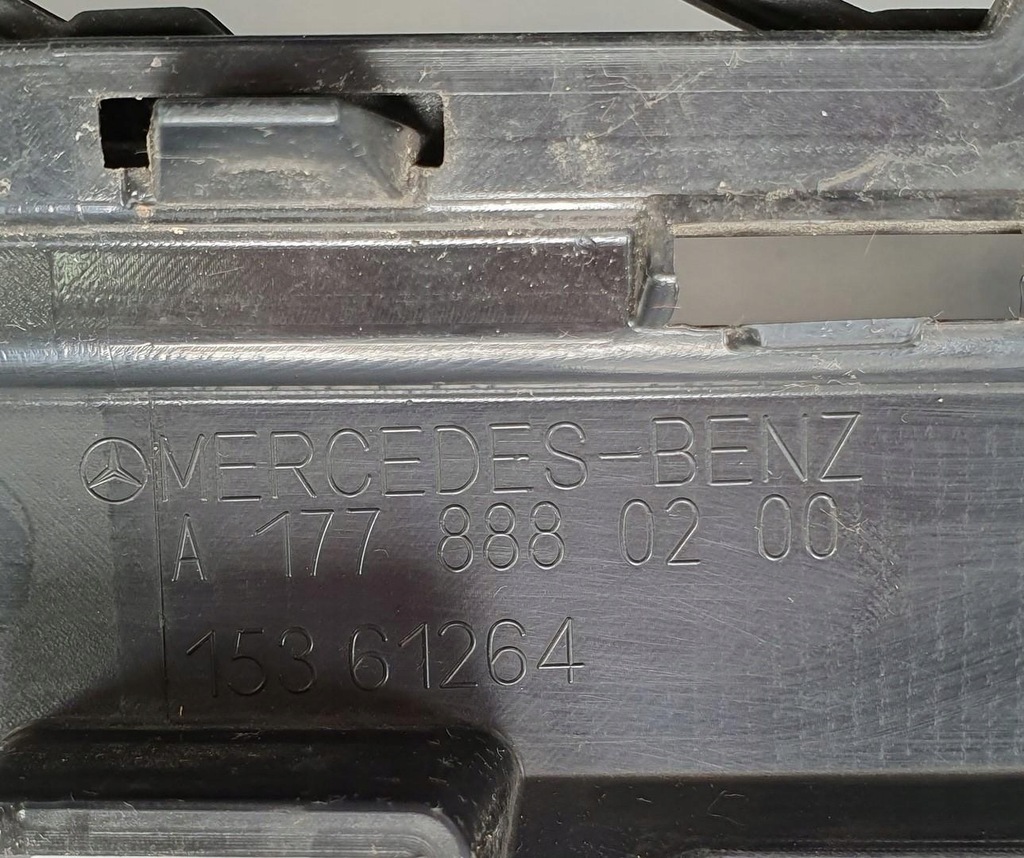 MERCEDES-BENZ
A 177 888 02 00
153 61264